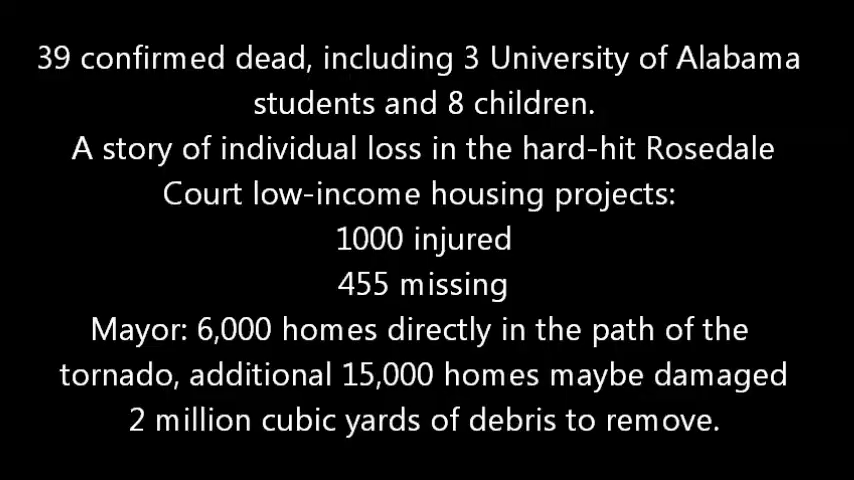 39 confirmed dead, including 3 University of Alabama
students and 8 children.
A story of individual loss in the hard-hit Rosedale
Court low-income housing projects:
1000 injured
455 missing
Mayor: 6,000 homes directly in the path of the
tornado, additional 15,000 homes maybe damaged
2 million cubic yards of debris to remove.